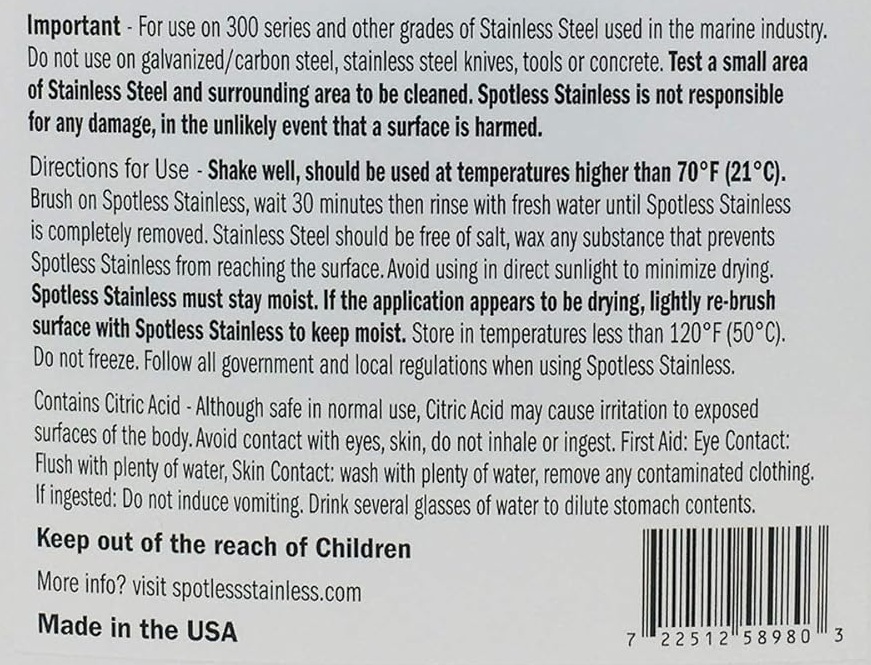 Important - For use on 300 series and other grades of Stainless Steel used in the marine industry.
Do not use on galvanized/carbon steel, stainless steel knives, tools or concrete. Test a small area
of Stainless Steel and surrounding area to be cleaned. Spotless Stainless is not responsible
for any damage, in the unlikely event that a surface is harmed.
Directions for Use - Shake well, should be used at temperatures higher than 70°F (21°C).
Brush on Spotless Stainless, wait 30 minutes then rinse with fresh water until Spotless Stainless
is completely removed. Stainless Steel should be free of salt, wax any substance that prevents
Spotless Stainless from reaching the surface. Avoid using in direct sunlight to minimize drying.
Spotless Stainless must stay moist. If the application appears to be drying, lightly re-brush
surface with Spotless Stainless to keep moist. Store in temperatures less than 120°F (50°C).
Do not freeze. Follow all government and local regulations when using Spotless Stainless.
Contains Citric Acid - Although safe in normal use, Citric Acid may cause irritation to exposed
surfaces of the body. Avoid contact with eyes, skin, do not inhale or ingest. First Aid: Eye Contact:
Flush with plenty of water, Skin Contact: wash with plenty of water, remove any contaminated clothing.
If ingested: Do not induce vomiting. Drink several glasses of water to dilute stomach contents.
Keep out of the reach of Children
More info? visit spotlessstainless.com
Made in the USA
7 22512 58980 3